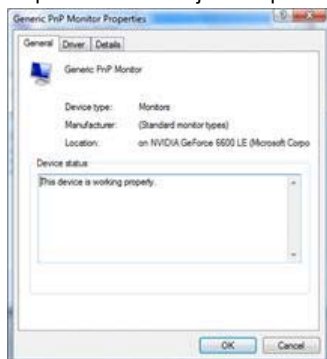 Generic PnP Monitor Properties
General Driver Details
Generic PnP Monitor
Device type: Monitors
Manufacturer: (Standard monitor types)
Location: on NVIDIA GeForce 6600 LE (Microsoft Corpo
Device status
This device is working properly.
OK Cancel